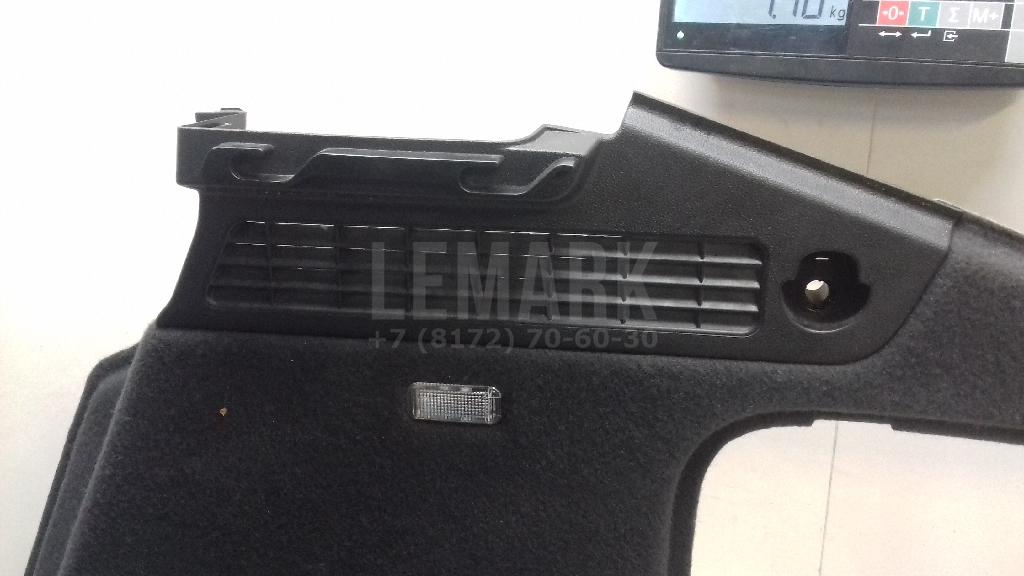 kg
→0←
T
Σ
M+
LEMARK
+7 (8172) 70-60-30